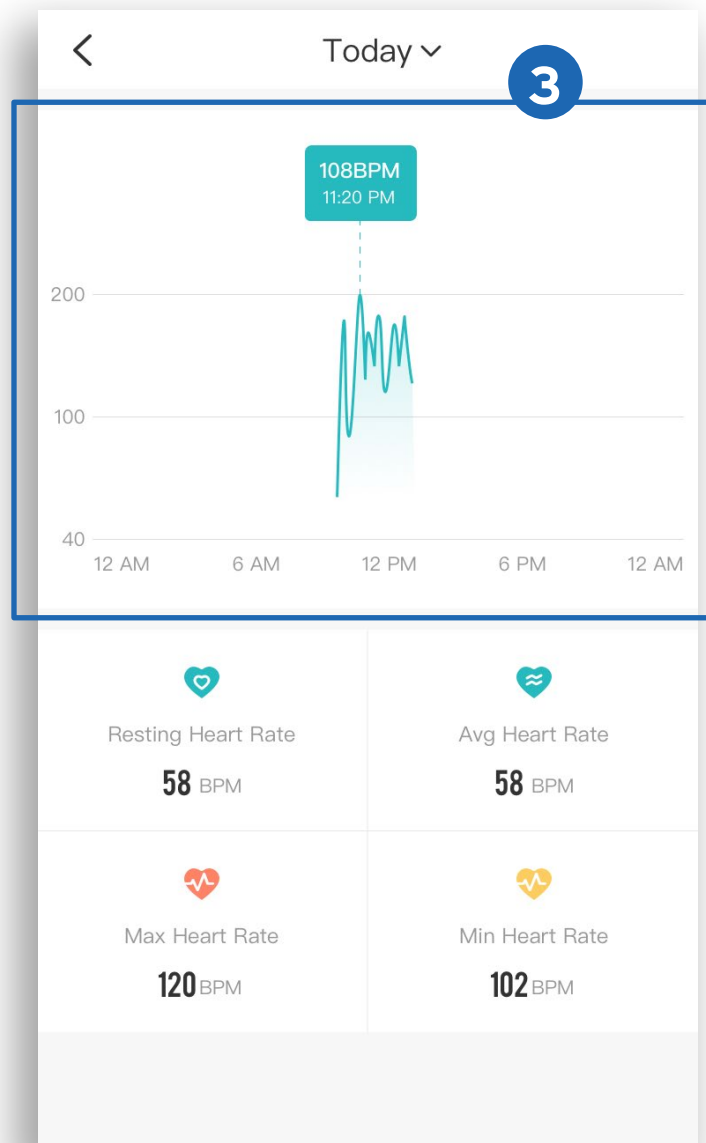 Today
3
108BPM
11:20 PM
200
100
40
12 AM 6 AM 12 PM 6 PM 12 AM
Resting Heart Rate Avg Heart Rate
58 BPM 58 BPM
Max Heart Rate Min Heart Rate
120 BPM 102 BPM